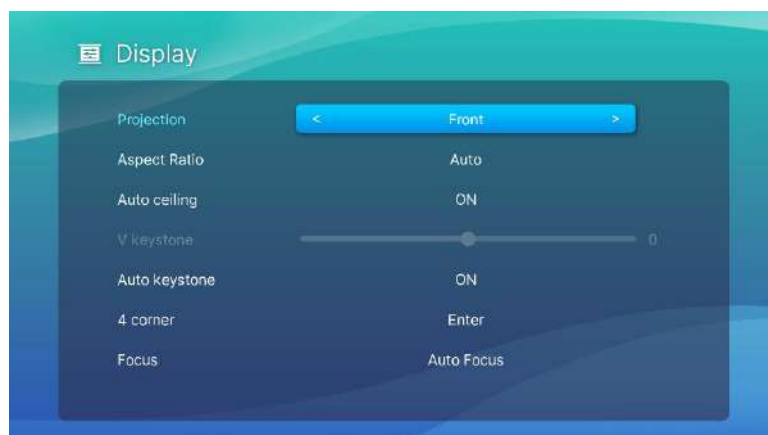 Display
Projection < Front >
Aspect Ratio Auto
Auto ceiling ON
V keystone 0
Auto keystone ON
4 corner Enter
Focus Auto Focus